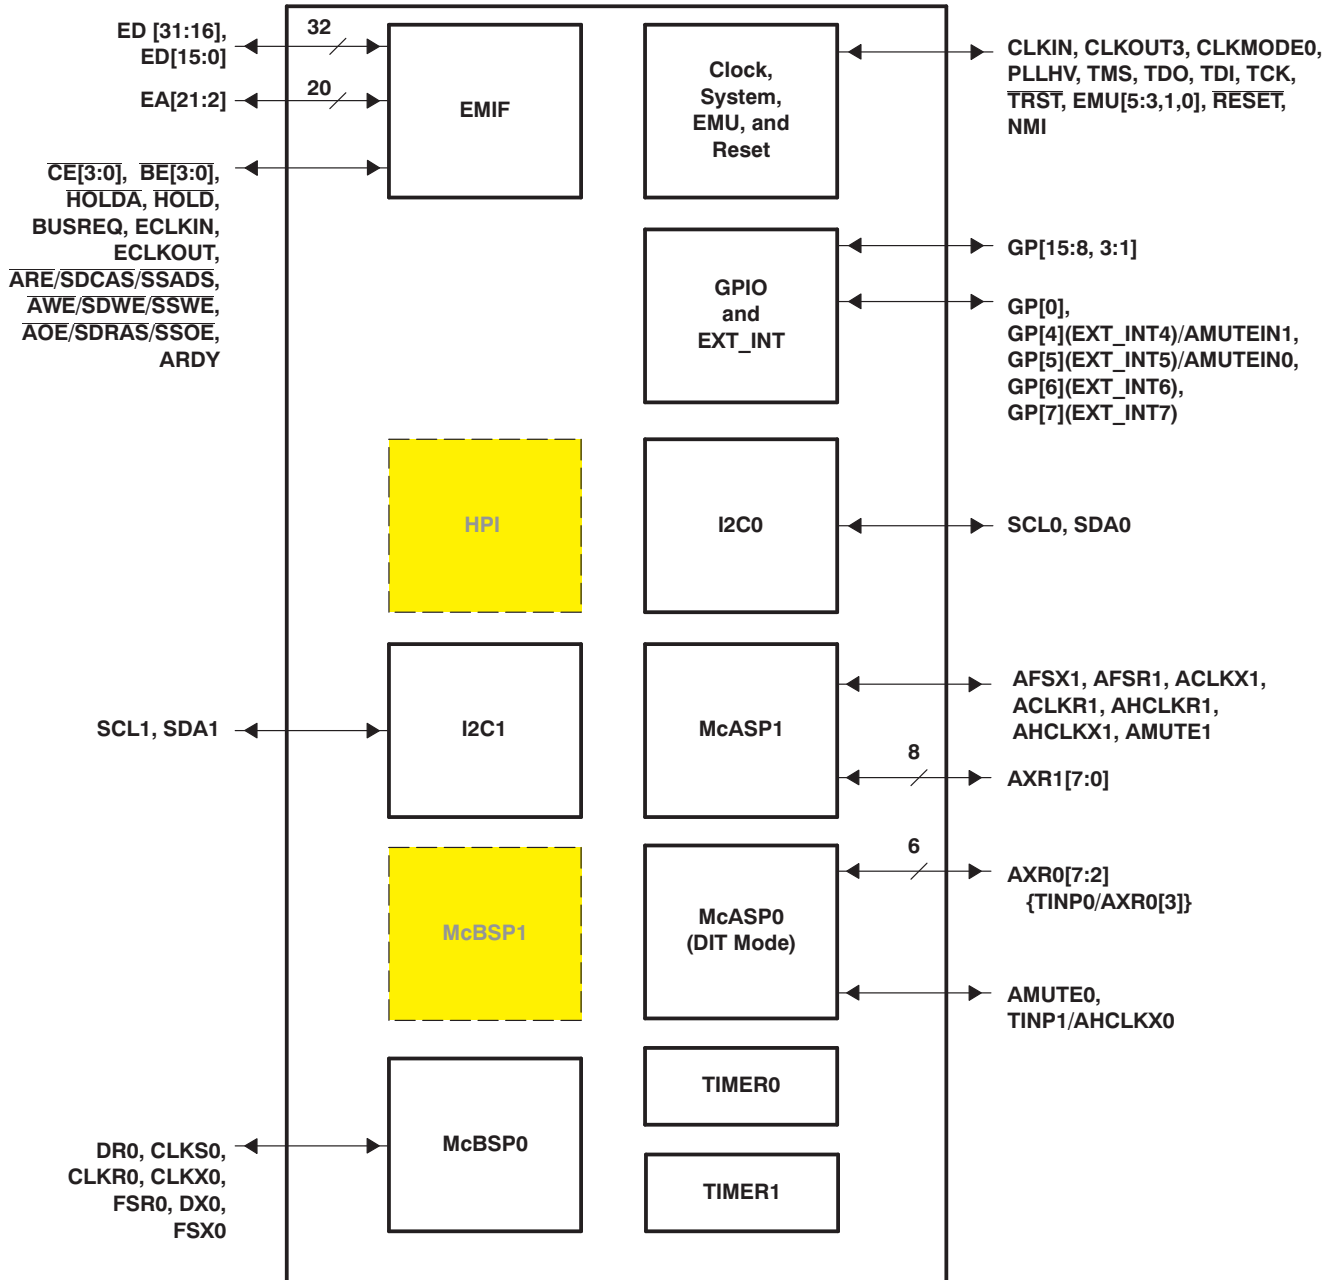 ED [31:16],
ED[15:0]
32
EA[21:2]
20
CE[3:0], BE[3:0],
HOLDA, HOLD,
BUSREQ, ECLKIN,
ECLKOUT,
ARE/SDCAS/SSADS,
AWE/SDWE/SSWE,
AOE/SDRAS/SSOE,
ARDY
EMIF
Clock,
System,
EMU, and
Reset
CLKIN, CLKOUT3, CLKMODE0,
PLLHV, TMS, TDO, TDI, TCK,
TRST, EMU[5:3,1,0], RESET,
NMI
GPIO
and
EXT_INT
GP[15:8, 3:1]
GP[0],
GP[4](EXT_INT4)/AMUTEIN1,
GP[5](EXT_INT5)/AMUTEIN0,
GP[6](EXT_INT6),
GP[7](EXT_INT7)
HPI
I2C0
SCL0, SDA0
SCL1, SDA1
I2C1
McASP1
AFSX1, AFSR1, ACLKX1,
ACLKR1, AHCLKR1,
AHCLKX1, AMUTE1
8
AXR1[7:0]
McBSP1
McASP0
(DIT Mode)
6
AXR0[7:2]
{TINP0/AXR0[3]}
AMUTE0,
TINP1/AHCLKX0
DR0, CLKS0,
CLKR0, CLKX0,
FSR0, DX0,
FSX0
McBSP0
TIMER0
TIMER1